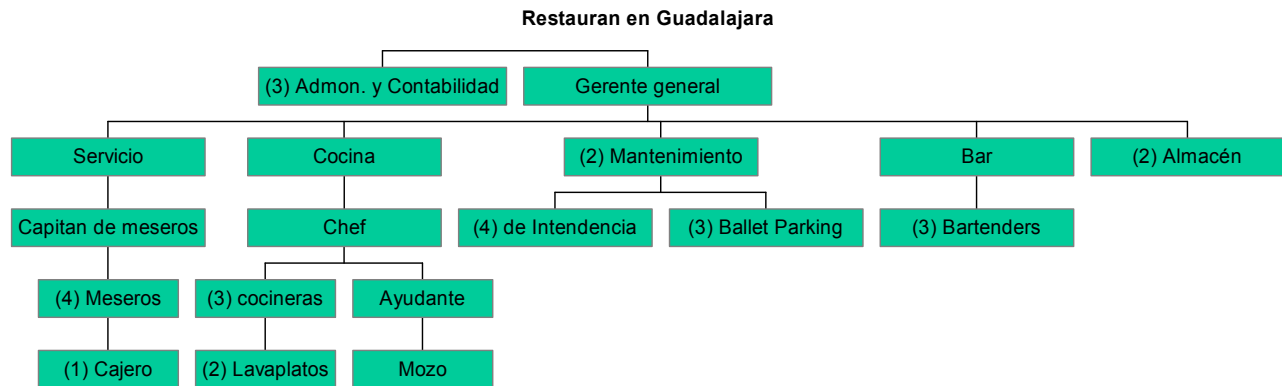 Restauran en Guadalajara
(3) Admon. y Contabilidad
Gerente general
Servicio
Cocina
(2) Mantenimiento
Bar
(2) Almacén
Capitan de meseros
Chef
(4) de Intendencia
(3) Ballet Parking
(3) Bartenders
(4) Meseros
(3) cocineras
Ayudante
(1) Cajero
(2) Lavaplatos
Mozo